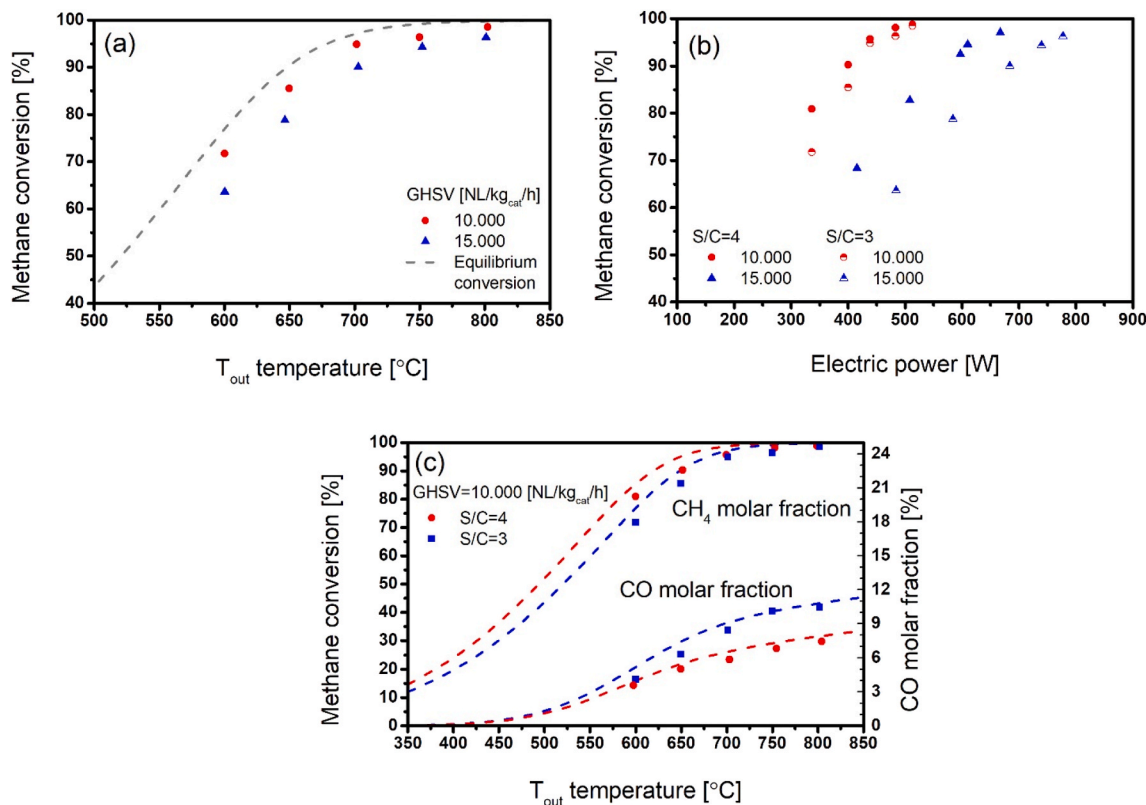 (a)
Methane conversion [%]
100
90
80
70
60
50
40
500 550 600 650 700 750 800 850
T_out temperature [°C]
GHSV [NL/kg_cat/h]
10.000
15.000
Equilibrium
conversion
(b)
Methane conversion [%]
100
90
80
70
60
50
40
100 200 300 400 500 600 700 800 900
Electric power [W]
S/C=4 S/C=3
10.000 10.000
15.000 15.000
(c)
Methane conversion [%]
100
90
80
70
60
50
40
30
20
10
0
GHSV=10.000 [NL/kg_cat/h]
S/C=4
S/C=3
CH₄ molar fraction
CO molar fraction
350 400 450 500 550 600 650 700 750 800 850
T_out temperature [°C]
24
21
18
15
12
9
6
3
0
CO molar fraction [%]